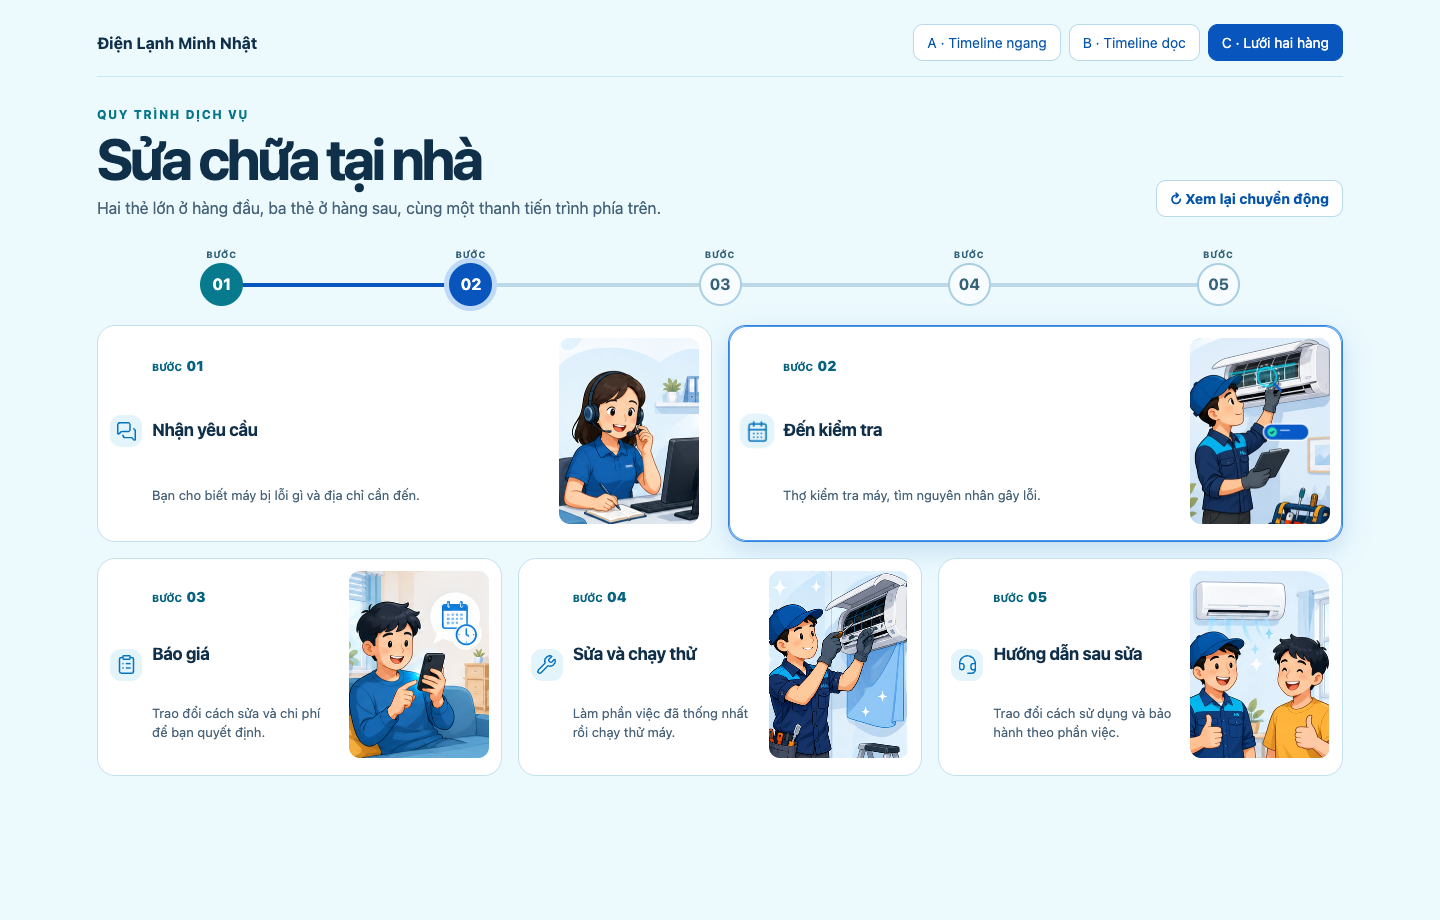 Điện Lạnh Minh Nhật
A · Timeline ngang
B · Timeline dọc
C · Lưới hai hàng
QUY TRÌNH DỊCH VỤ
Sửa chữa tại nhà
Hai thẻ lớn ở hàng đầu, ba thẻ ở hàng sau, cùng một thanh tiến trình phía trên.
↻ Xem lại chuyển động
BƯỚC
01
BƯỚC
02
BƯỚC
03
BƯỚC
04
BƯỚC
05
BƯỚC 01
Nhận yêu cầu
Bạn cho biết máy bị lỗi gì và địa chỉ cần đến.
BƯỚC 02
Đến kiểm tra
Thợ kiểm tra máy, tìm nguyên nhân gây lỗi.
BƯỚC 03
Báo giá
Trao đổi cách sửa và chi phí
để bạn quyết định.
BƯỚC 04
Sửa và chạy thử
Làm phần việc đã thống nhất
rồi chạy thử máy.
BƯỚC 05
Hướng dẫn sau sửa
Trao đổi cách sử dụng và bảo
hành theo phần việc.